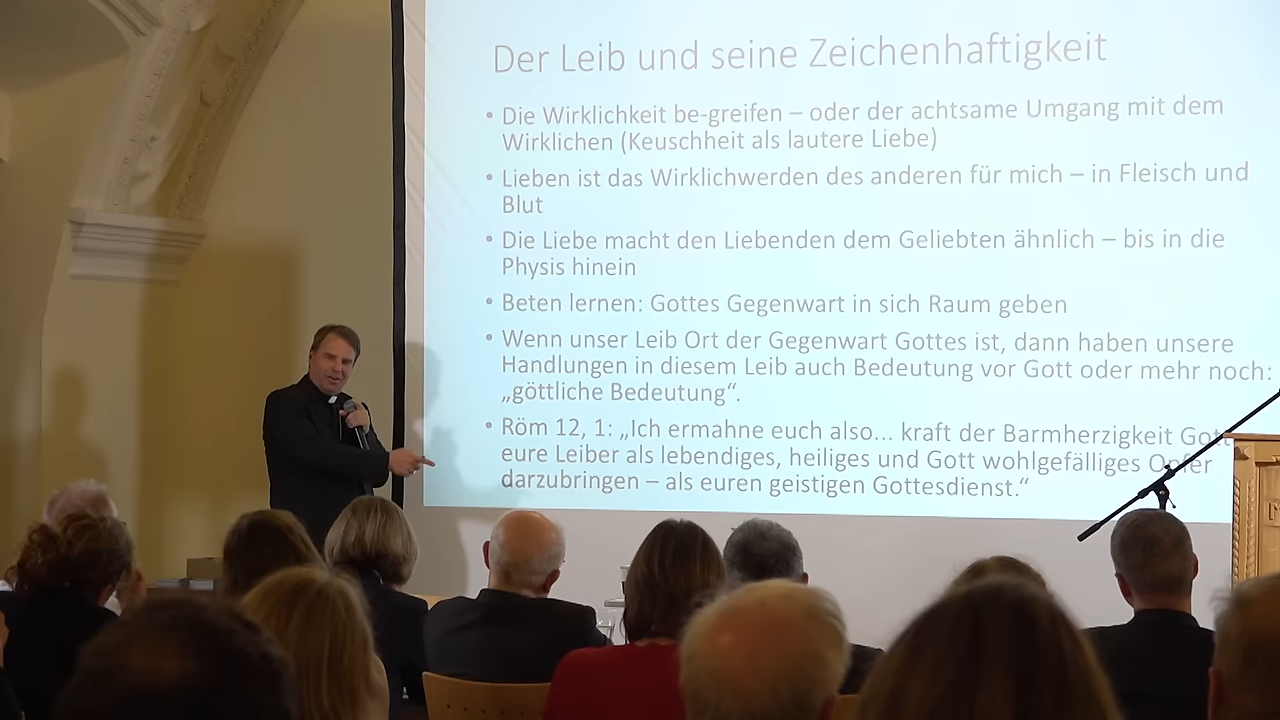 Der Leib und seine Zeichenhaftigkeit
• Die Wirklichkeit be-greifen – oder der achtsame Umgang mit dem
Wirklichen (Keuschheit als lautere Liebe)
• Lieben ist das Wirklichwerden des anderen für mich – in Fleisch und
Blut
• Die Liebe macht den Liebenden dem Geliebten ähnlich – bis in die
Physis hinein
• Beten lernen: Gottes Gegenwart in sich Raum geben
• Wenn unser Leib Ort der Gegenwart Gottes ist, dann haben unsere
Handlungen in diesem Leib auch Bedeutung vor Gott oder mehr noch:
„göttliche Bedeutung“.
• Röm 12, 1: „Ich ermahne euch also... kraft der Barmherzigkeit Gott
eure Leiber als lebendiges, heiliges und Gott wohlgefälliges Opfer
darzubringen – als euren geistigen Gottesdienst.“